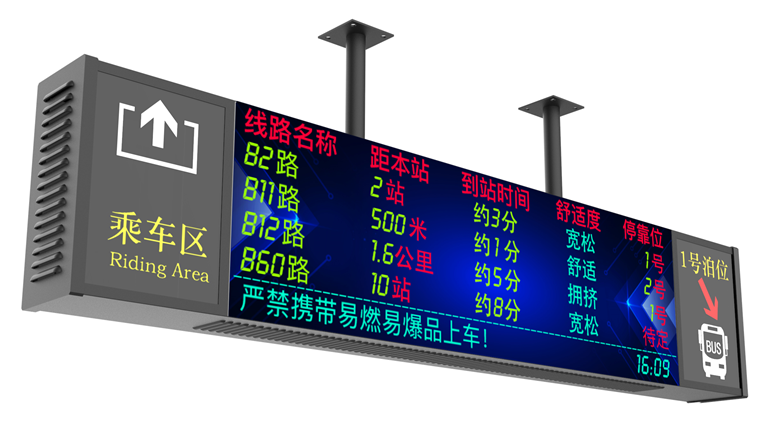 乘车区
Riding Area
线路名称 距本站 到站时间 舒适度 停靠位
82路 2站 约3分 宽松 1号
811路 500米 约1分 舒适 2号
812路 1.6公里 约5分 拥挤 1号
860路 10站 约8分 宽松 待定
严禁携带易燃易爆品上车!
16:09
1号泊位
BUS